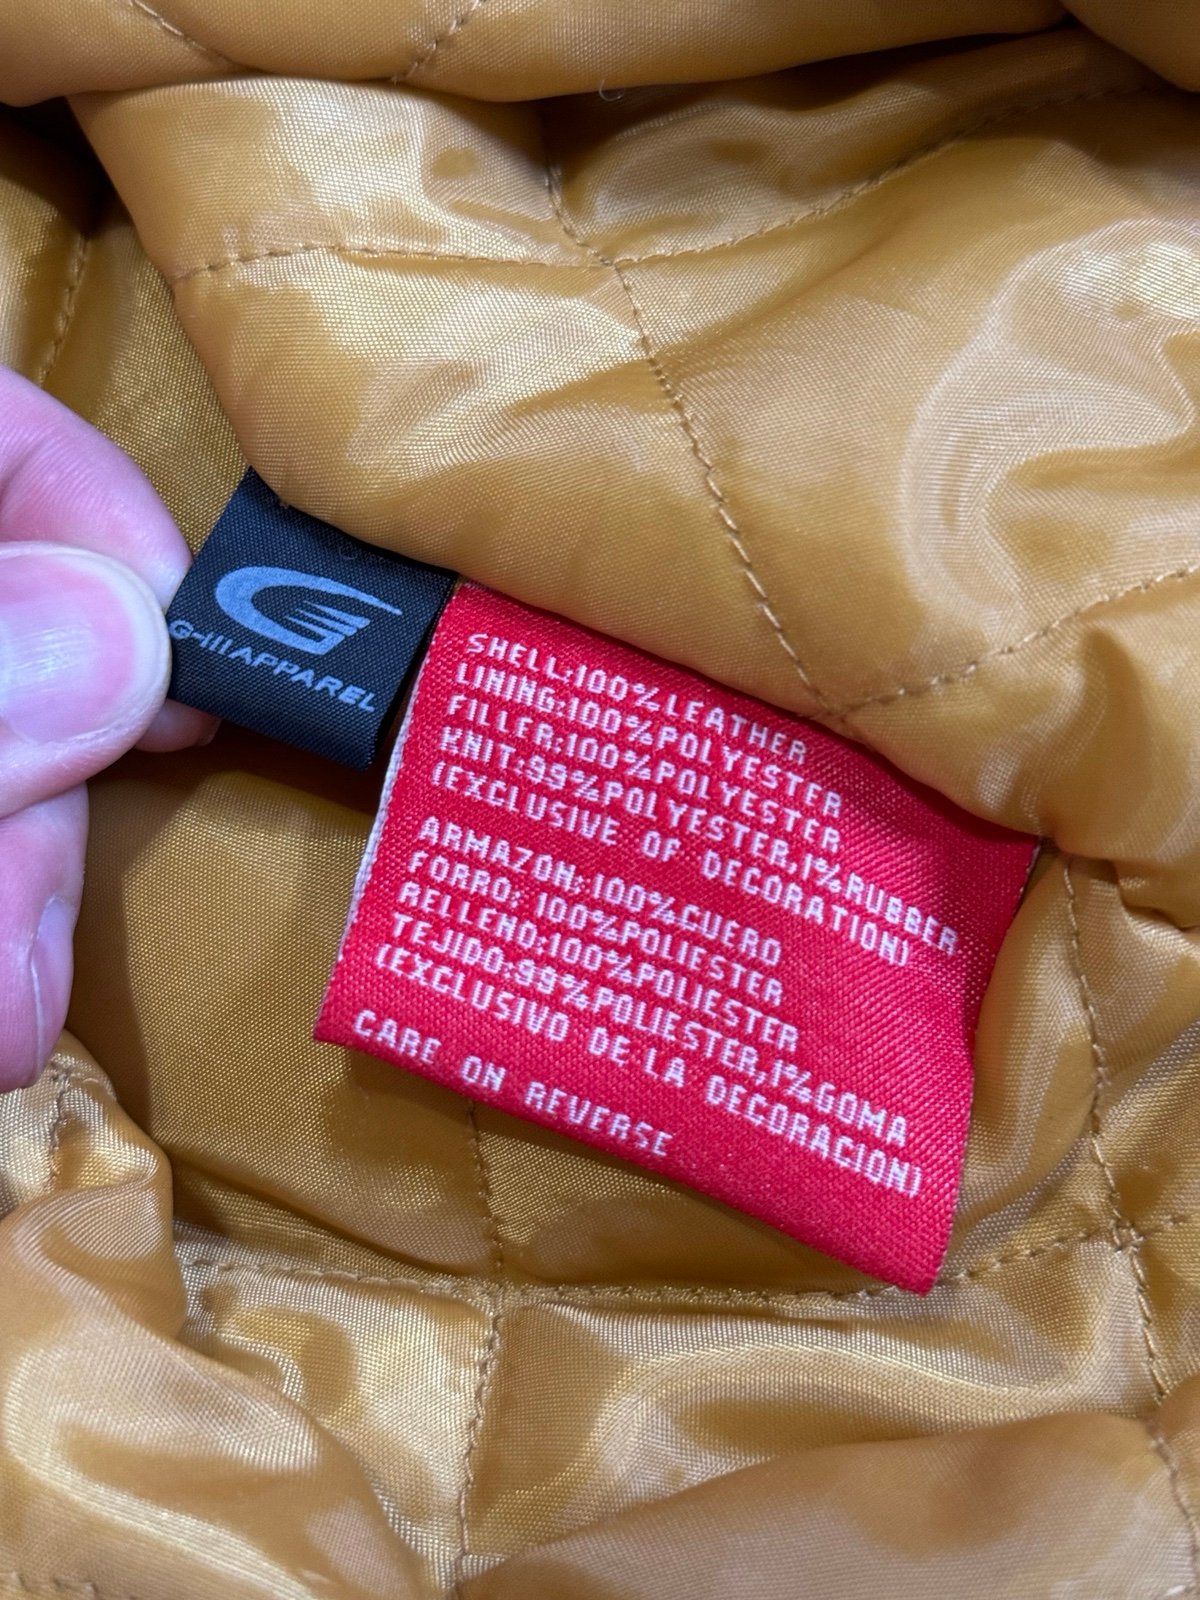 G-III APPAREL
SHELL:100%LEATHER
LINING:100%POLYESTER
FILLER:100%POLYESTER
KNIT:99%POLYESTER,1%RUBBER
(EXCLUSIVE OF DECORATION)
ARMAZON:100%CUERO
FORRO: 100%POLIESTER
RELLENO:100%POLIESTER
TEJIDO:99%POLIESTER,1%GOMA
(EXCLUSIVO DE LA DECORACION)
CARE ON REVERSE